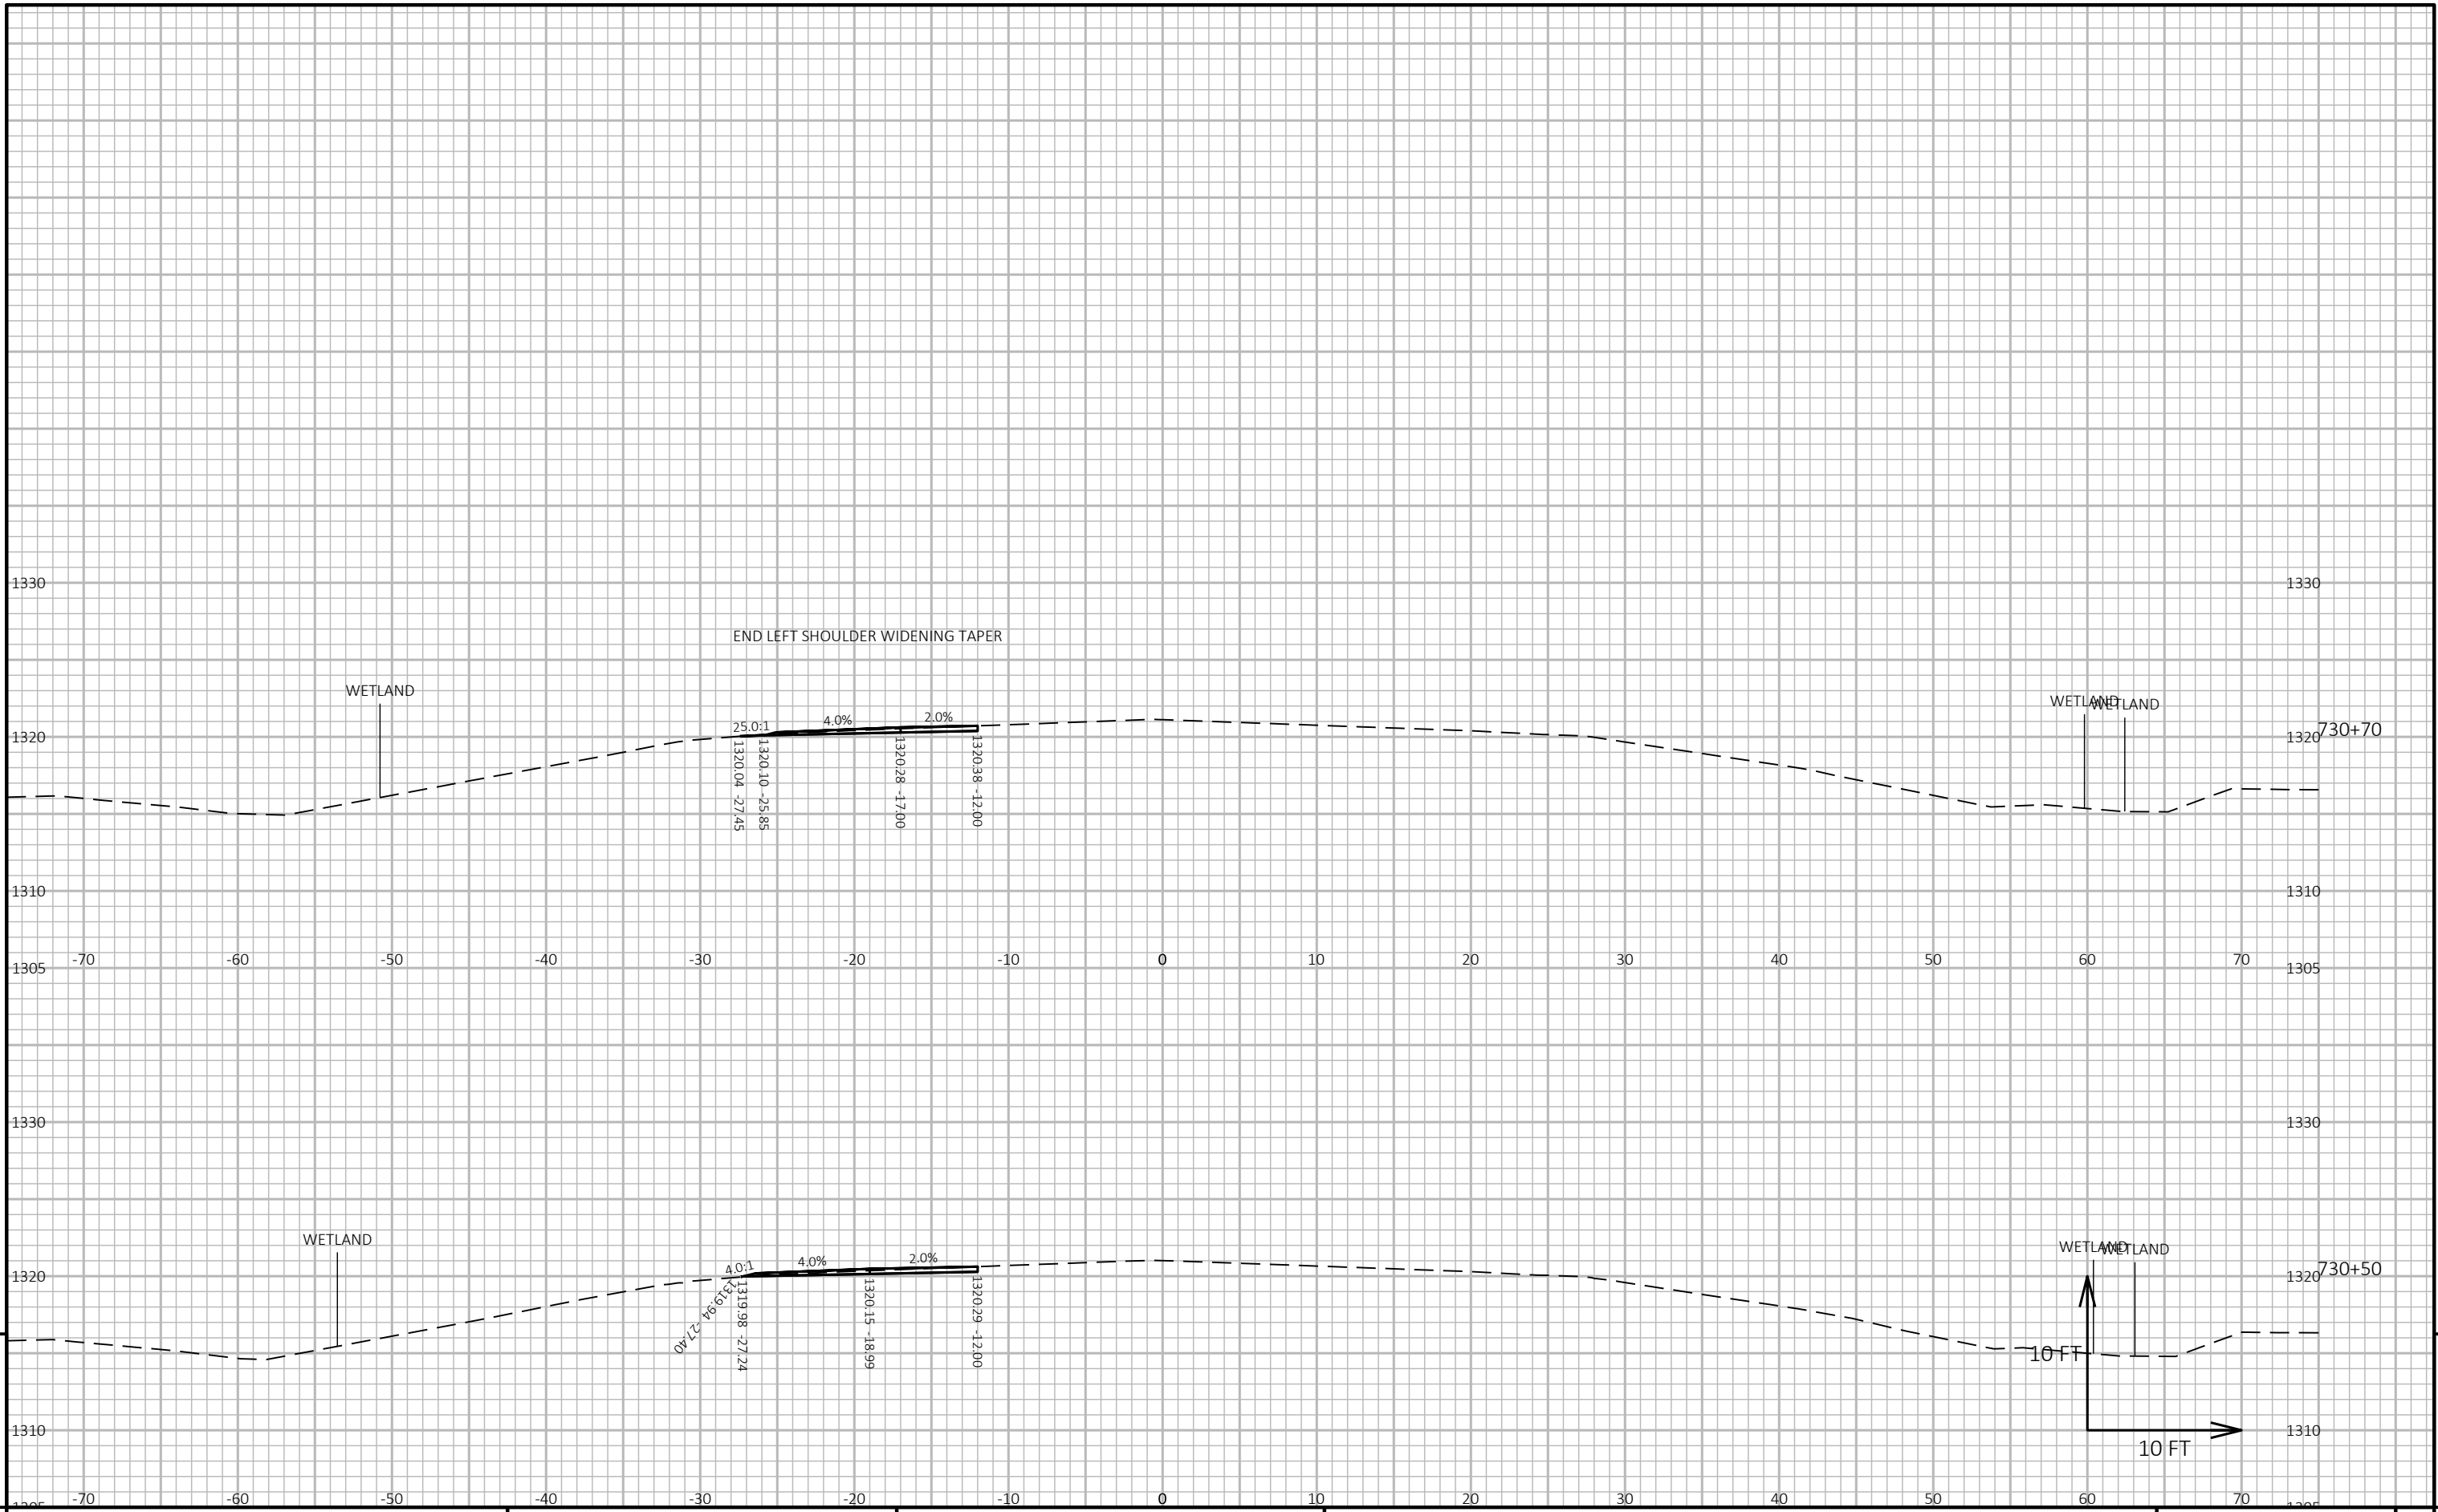 1330 1330
END LEFT SHOULDER WIDENING TAPER
WETLAND WETLAND WETLAND
25.0:1 4.0% 2.0%
1320 1320 730+70
1320.04 -27.45
1320.10 -25.85
1320.28 -17.00
1320.38 -12.00
1310 1310
-70 -60 -50 -40 -30 -20 -10 0 10 20 30 40 50 60 70
1305 1305
1330 1330
WETLAND WETLAND WETLAND
4.0:1 4.0% 2.0%
1320 1320 730+50
1319.94 -27.40
1319.98 -27.24
1320.15 -18.99
1320.29 -12.00
10 FT
1310 1310
10 FT
-70 -60 -50 -40 -30 -20 -10 0 10 20 30 40 50 60 70
1305 1305